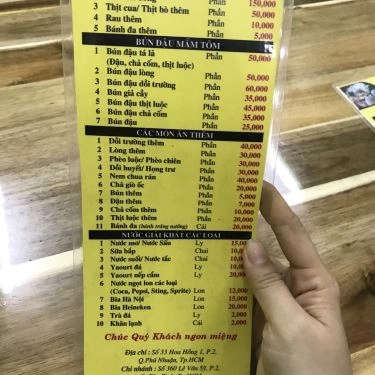 Phần 150,000
3 Thịt cua/ Thịt bò thêm Phần 50,000
4 Rau thêm Phần 10,000
5 Bánh đa thêm Phần 5,000
BÚN ĐẬU MẮM TÔM
1 Bún đậu tá lả Phần 50,000
(Đậu, chả cốm, thịt luộc)
2 Bún đậu lòng Phần 50,000
3 Bún đậu dồi trường Phần 60,000
4 Bún giả cầy Phần 35,000
5 Bún đậu thịt luộc Phần 45,000
6 Bún đậu chả cốm Phần 35,000
7 Bún đậu Phần 25,000
CÁC MÓN ĂN THÊM
1 Dồi trường thêm Phần 40,000
2 Lòng thêm Phần 30,000
3 Phèo luộc/ Phèo chiên Phần 30,000
4 Dồi huyết/ Họng trư Phần 30,000
5 Nem chua rán Phần 40,000
6 Chả giò ốc Phần 20,000
7 Bún thêm Phần 5,000
8 Đậu thêm Phần 7,000
9 Chả cốm thêm Phần 10,000
10 Thịt luộc thêm Phần 20,000
11 Bánh đa (bánh tráng nướng) Cái 20,000
NƯỚC GIẢI KHÁT CÁC LOẠI
1 Nước mơ/ Nước Sấu Ly 15,000
2 Sữa bắp Chai 10,0
3 Nước suối/ Nước tắc Chai 10,0
4 Yaourt đá Ly 10,00
5 Yaourt nếp cẩm Ly 20,000
6 Nước ngọt lon các loại
(Coca, Pepsi, Sting, Sprite) Lon 12,000
7 Bia Hà Nội Lon 15,000
8 Bia Heineken Lon 20,000
9 Trà đá Ly 2,000
10 Khăn lạnh Cái 2,000
Chúc Quý Khách ngon miệng
Địa chỉ : Số 33 Hoa Hồng 1, P.2,
Q.Phú Nhuận, Tp.HCM
Chi nhánh : Số 360 Lê Văn Sỹ, P.2